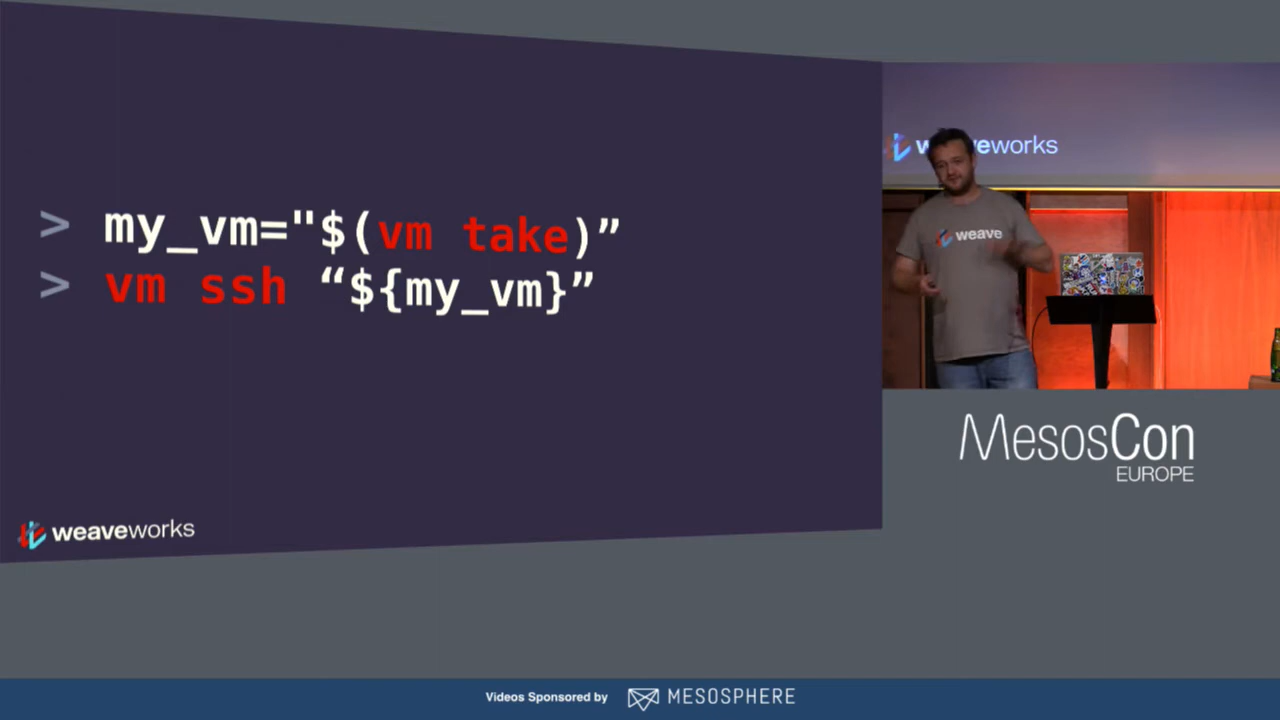 > my_vm="$(vm take)”
> vm ssh “${my_vm}”
weaveworks
weaveworks
weave
MesosCon
EUROPE
Videos Sponsored by MESOSPHERE